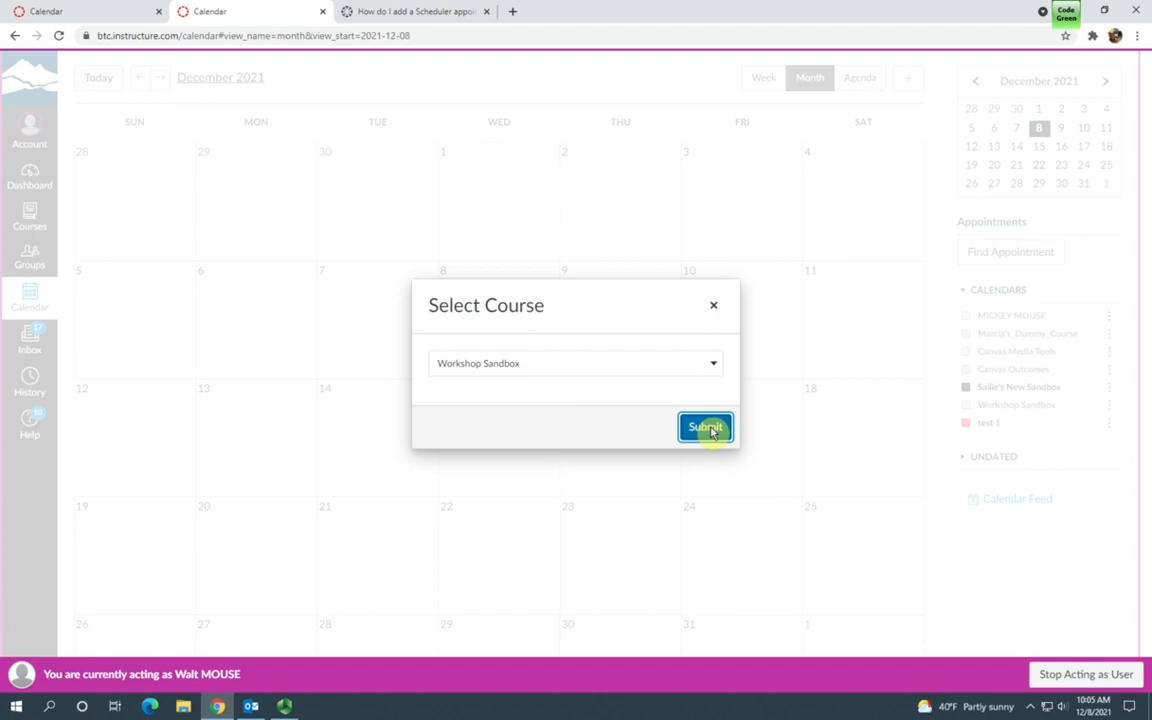 Calendar
Calendar
How do I add a Scheduler appoi
Code
Green
btc.instructure.com/calendar#view_name=month&view_start=2021-12-08
Today
December 2021
Week
Month
Agenda
+
SUN MON TUE WED THU FRI SAT
28 29 30 1 2 3 4
5 6 7 8 9 10 11
12 13 14 18
19 20 21 22 23 24 25
26 27 28 29 30 31 1
Account
Dashboard
Courses
Groups
Calendar
17
Inbox
History
10
Help
Select Course
Workshop Sandbox
Submit
December 2021
28 29 30 1 2 3 4
5 6 7 8 9 10 11
12 13 14 15 16 17 18
19 20 21 22 23 24 25
26 27 28 29 30 31 1
Appointments
Find Appointment
CALENDARS
MICKEY MOUSE
Marcia's_Dummy_Course
Canvas Media Tools
Canvas Outcomes
Sallie's New Sandbox
Workshop Sandbox
test 1
UNDATED
Calendar Feed
You are currently acting as Walt MOUSE
Stop Acting as User
40°F Partly sunny
10:05 AM
12/8/2021